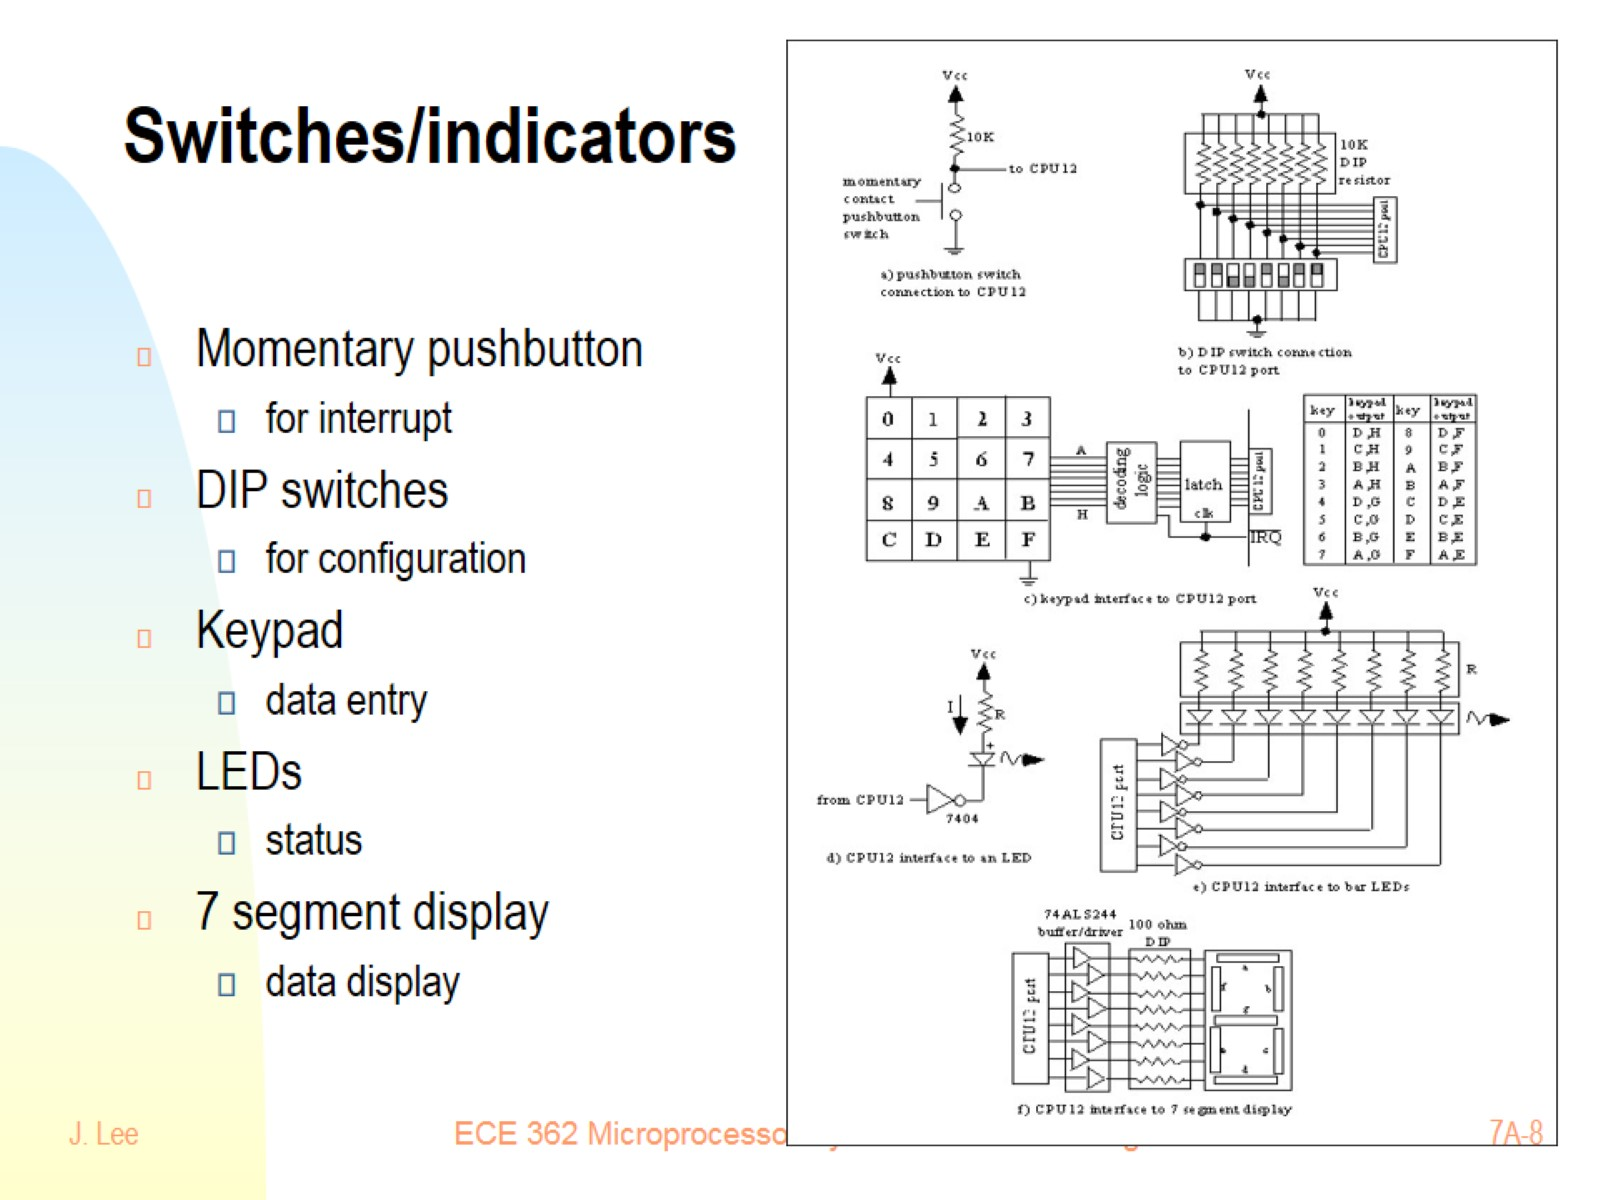 Switches/indicators
Momentary pushbutton
for interrupt
DIP switches
for configuration
Keypad
data entry
LEDs
status
7 segment display
data display
Vcc
10K
to CPU12
momentary
contact
pushbutton
switch
a) pushbutton switch
connection to CPU12
Vcc
10K
DIP
resistor
CPU12 port
b) DIP switch connection
to CPU12 port
Vcc
0 1 2 3
4 5 6 7
8 9 A B
C D E F
A
H
decoding
logic
latch
clk
CPU12 port
IRQ
c) keypad interface to CPU12 port
key keypad output key keypad output
0 D,H 8 D,F
1 C,H 9 C,F
2 B,H A B,F
3 A,H B A,F
4 D,G C D,E
5 C,G D C,E
6 B,G E B,E
7 A,G F A,E
Vcc
I
R
+
from CPU12
7404
d) CPU12 interface to an LED
Vcc
R
CPU12 port
e) CPU12 interface to bar LEDs
74ALS244
buffer/driver
100 ohm
DIP
CPU12 port
a
f b
g
e c
d
f) CPU12 interface to 7 segment display
J. Lee
ECE 362
7A-8